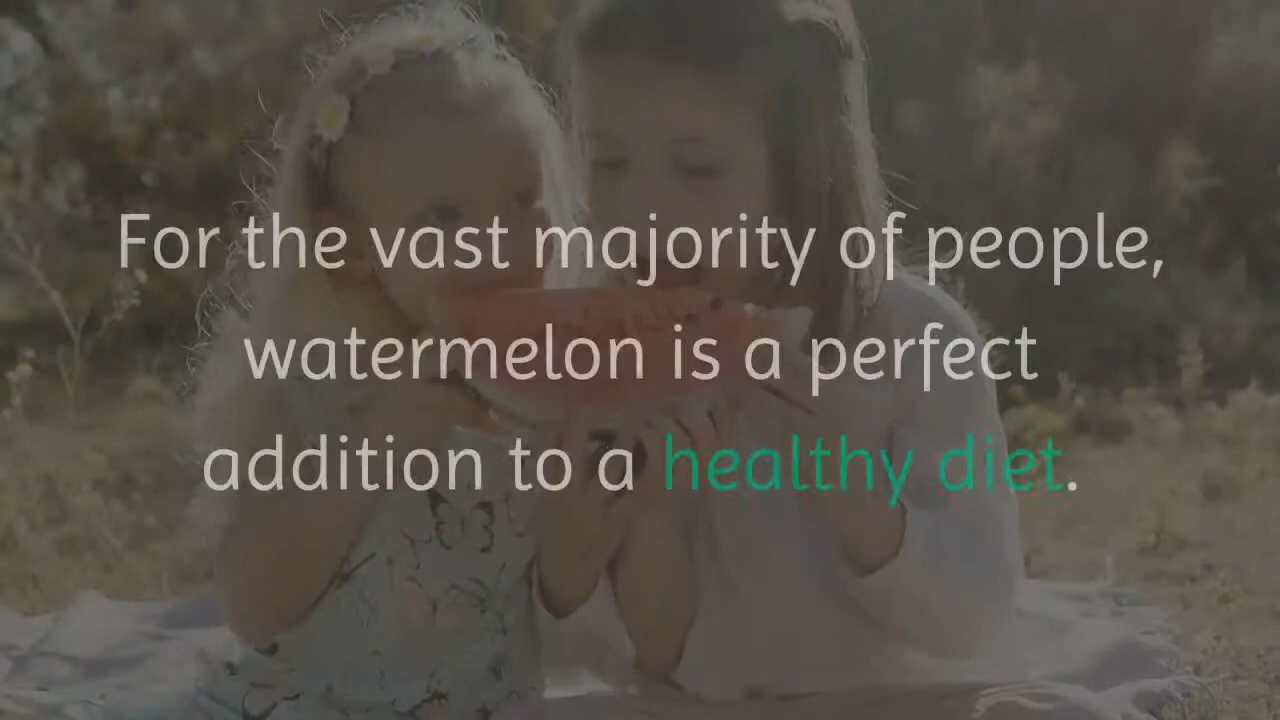 For the vast majority of people,
watermelon is a perfect
addition to a healthy diet.